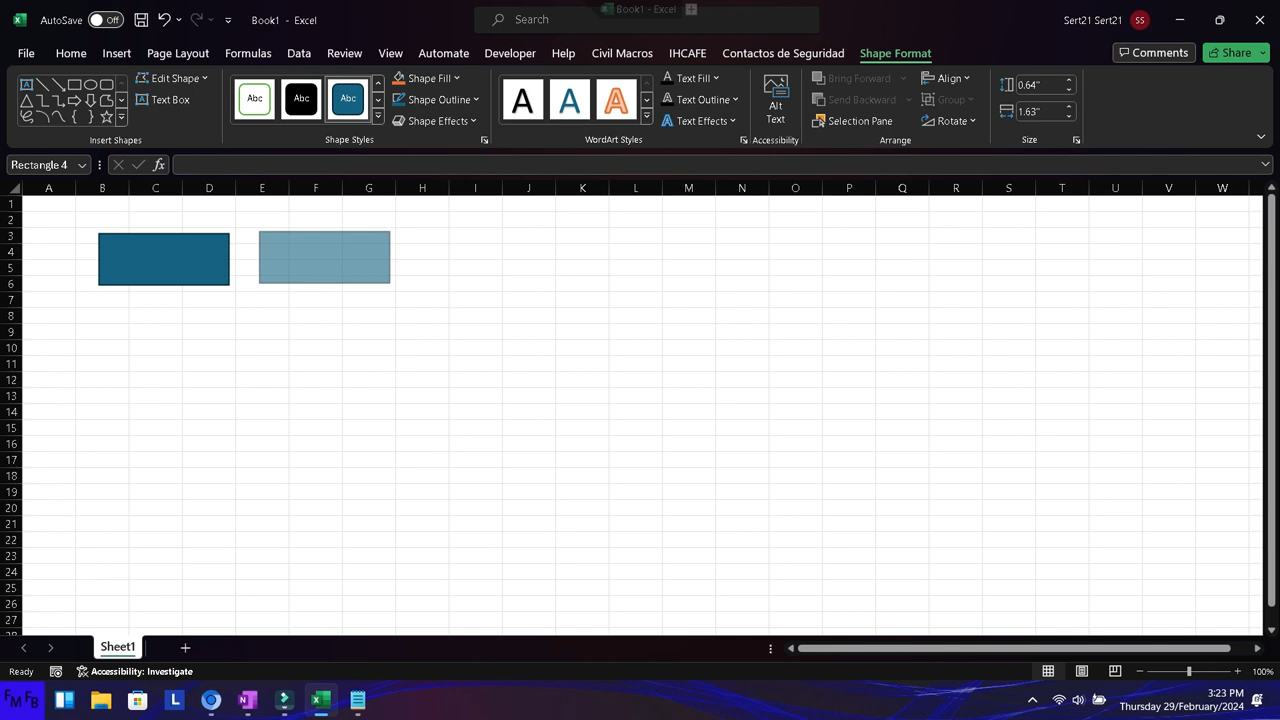 Book1 - Excel
AutoSave Off Book1 - Excel Search Sert21 Sert21 SS
File Home Insert Page Layout Formulas Data Review View Automate Developer Help Civil Macros IHCAFE Contactos de Seguridad Shape Format Comments Share
Edit Shape
Text Box
Insert Shapes
Abc Abc Abc
Shape Fill
Shape Outline
Shape Effects
Shape Styles
A A A
Text Fill
Text Outline
Text Effects
WordArt Styles
Alt
Text
Accessibility
Bring Forward
Send Backward
Selection Pane
Align
Group
Rotate
Arrange
0.64"
1.63"
Size
Rectangle 4 fx
A B C D E F G H I J K L M N O P Q R S T U V W
1
2
3
4
5
6
7
8
9
10
11
12
13
14
15
16
17
18
19
20
21
22
23
24
25
26
27
28
Sheet1
Ready Accessibility: Investigate 100%
FM FB L N 3:23 PM
Thursday 29/February/2024